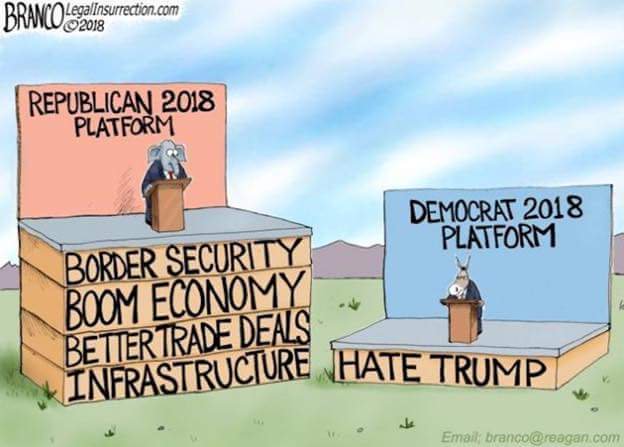 BRANCO LegalInsurrection.com
©2018
REPUBLICAN 2018
PLATFORM
BORDER SECURITY
BOOM ECONOMY
BETTER TRADE DEALS
INFRASTRUCTURE
DEMOCRAT 2018
PLATFORM
HATE TRUMP
Email; branco@reagan.com